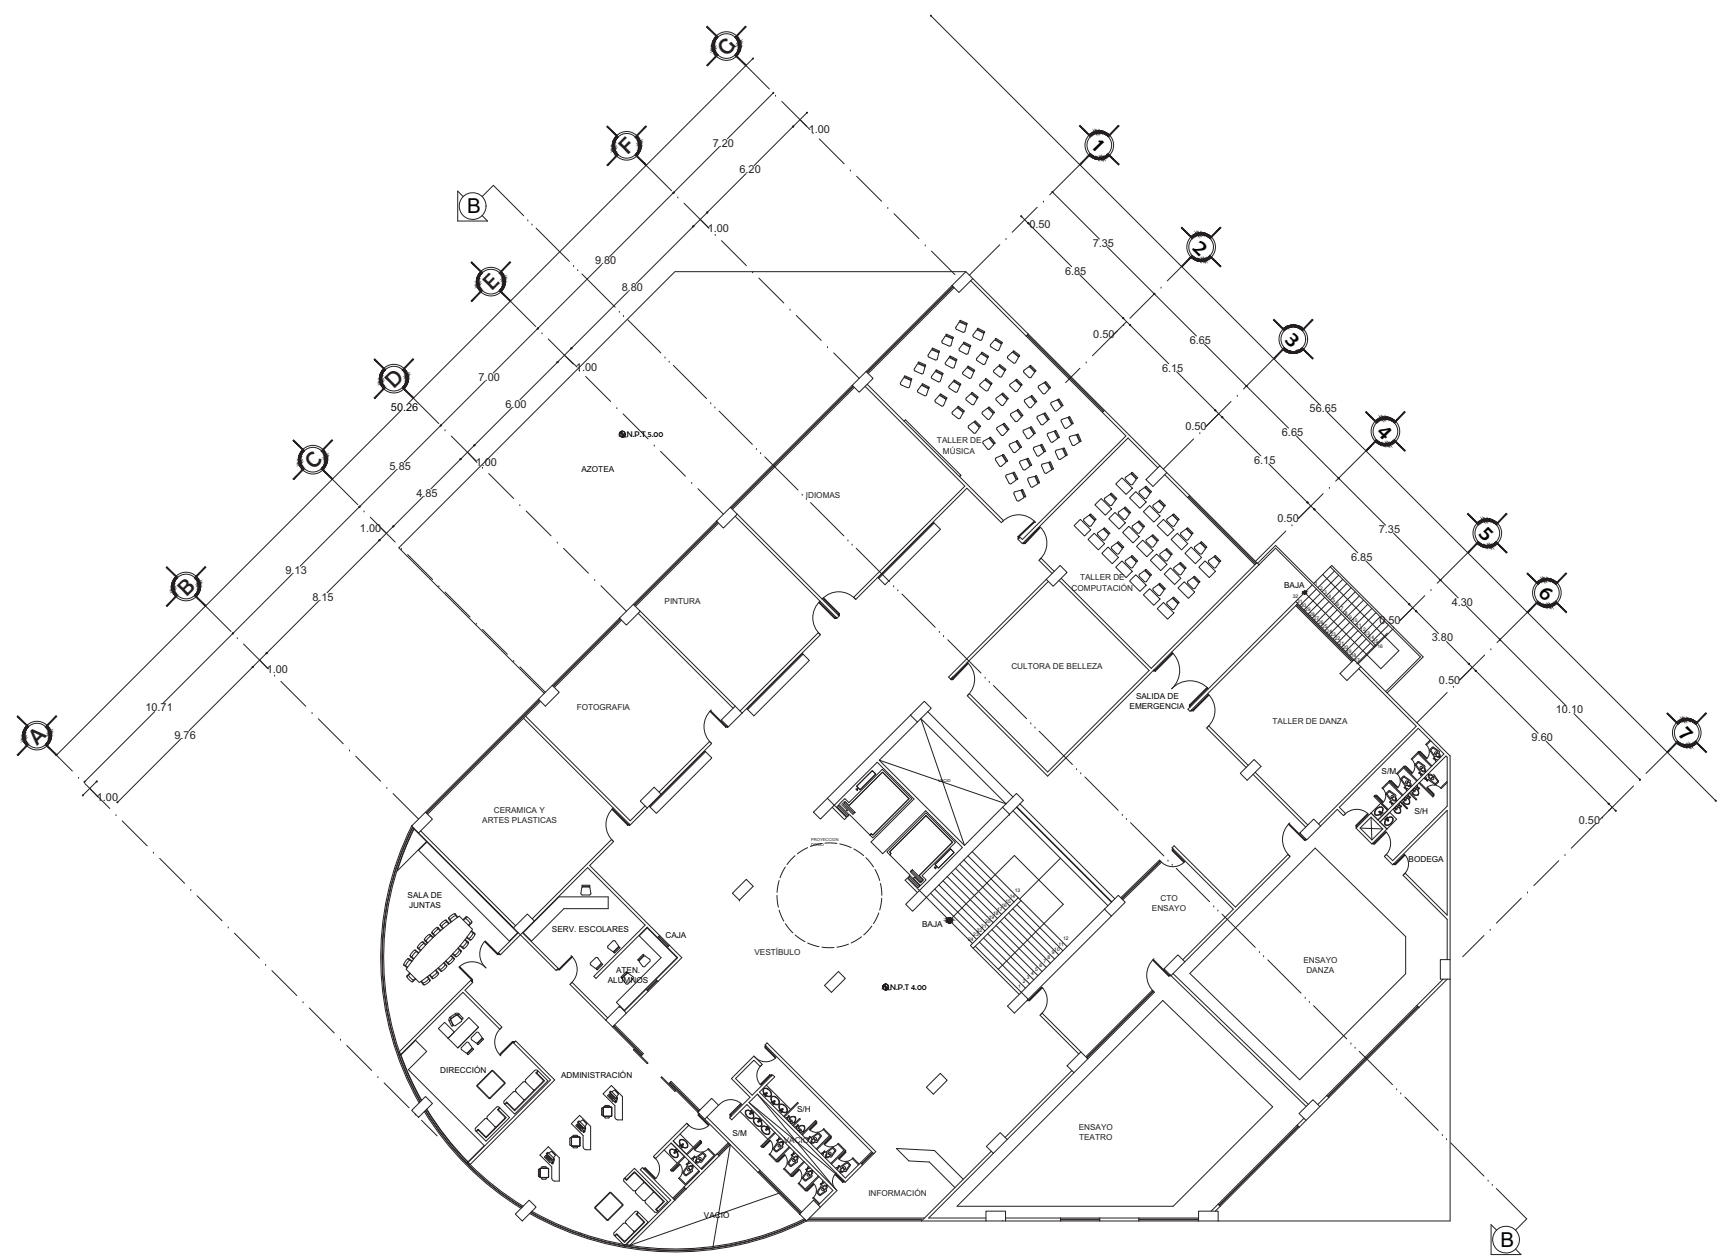 G
F
1
1.00
7.20
6.20
B
2
1.00
0.50
7.35
9.80
6.85
E
8.80
3
0.50
6.65
1.00
6.15
7.00
D
50.26
6.00
56.65
0.50
4
6.65
N.P.T 5.00
TALLER DE
MÚSICA
C
5.85
1.00
AZOTEA
6.15
4.85
IDIOMAS
0.50
7.35
5
1.00
6.85
9.13
TALLER DE
COMPUTACIÓN
BAJA
32
B
8.15
PINTURA
4.30
6
0.50
3.80
16
1.00
CULTORA DE BELLEZA
0.50
SALIDA DE
EMERGENCIA
10.71
FOTOGRAFIA
10.10
A
9.76
TALLER DE DANZA
9.60
7
S/M
VACIO
1.00
CERAMICA Y
ARTES PLASTICAS
S/H
0.50
PROYECCION
BODEGA
SALA DE
JUNTAS
13
CTO
ENSAYO
SERV. ESCOLARES
BAJA
CAJA
12
VESTÍBULO
ATEN.
ALUMNOS
ENSAYO
DANZA
N.P.T 4.00
DIRECCIÓN
ADMINISTRACIÓN
S/H
S/M
VACIO
ENSAYO
TEATRO
INFORMACIÓN
VACIO
B